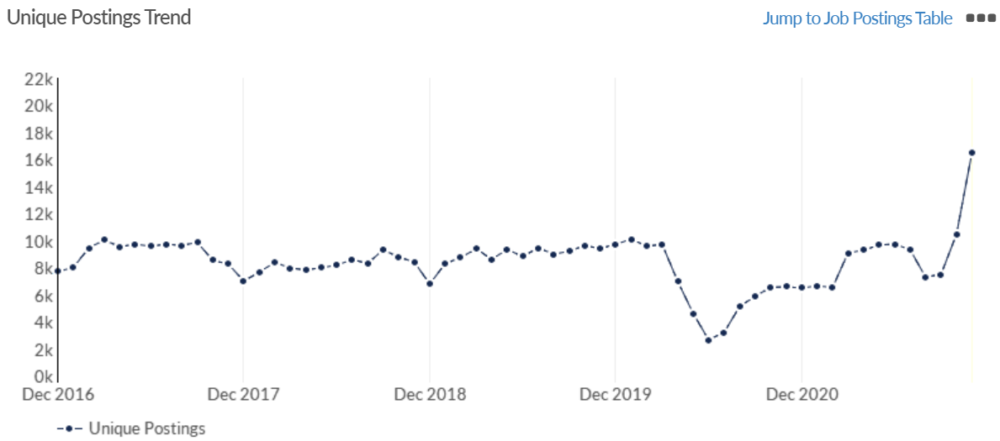 Unique Postings Trend
Jump to Job Postings Table
22k
20k
18k
16k
14k
12k
10k
8k
6k
4k
2k
0k
Dec 2016 Dec 2017 Dec 2018 Dec 2019 Dec 2020
Unique Postings